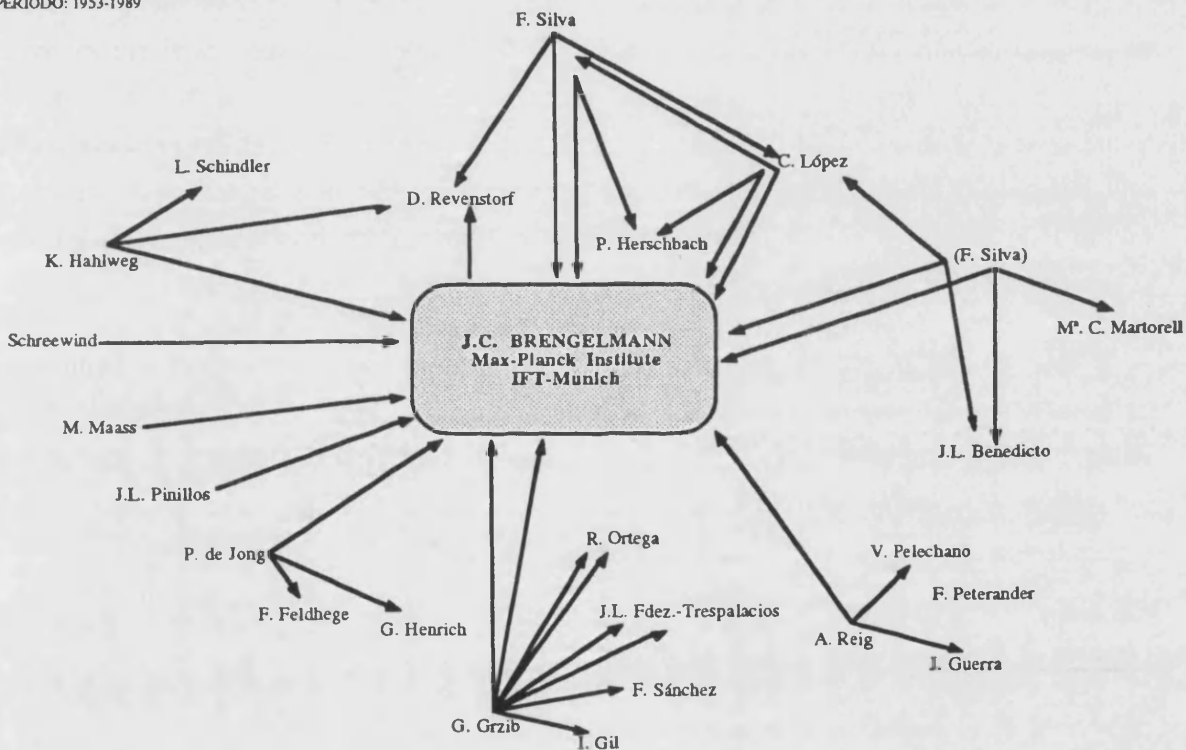 PERIODO: 1953-1989
F. Silva
L. Schindler
C. López
D. Revenstorf
P. Herschbach
K. Hahlweg
(F. Silva)
Mª. C. Martorell
Schreewind
J.C. BRENGELMANN
Max-Planck Institute
IFT-Munich
M. Maass
J.L. Benedicto
J.L. Pinillos
R. Ortega
V. Pelechano
P. de Jong
F. Peterander
F. Feldhege
G. Henrich
J.L. Fdez.-Trespalacios
A. Reig
I. Guerra
F. Sánchez
G. Grzib
I. Gil